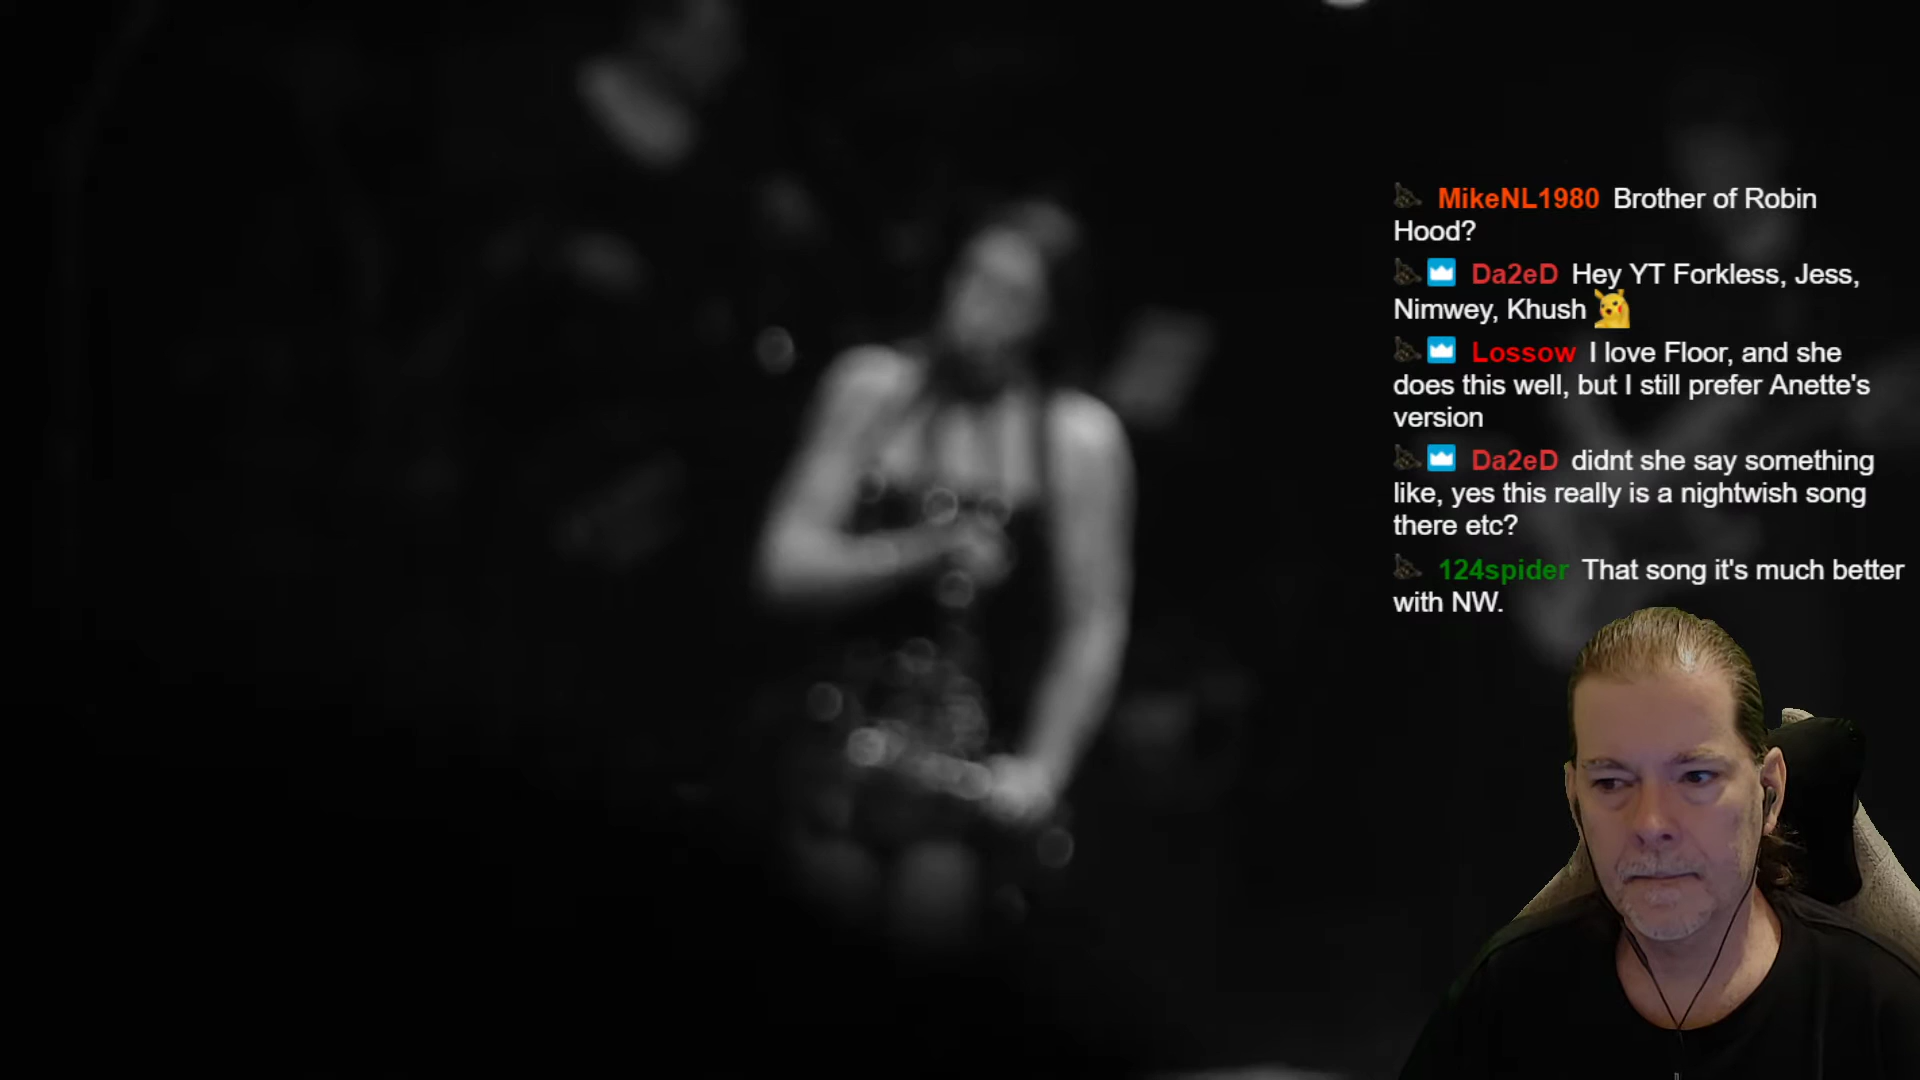 MikeNL1980 Brother of Robin
Hood?
Da2eD Hey YT Forkless, Jess,
Nimwey, Khush
Lossow I love Floor, and she
does this well, but I still prefer Anette's
version
Da2eD didnt she say something
like, yes this really is a nightwish song
there etc?
124spider That song it's much better
with NW.